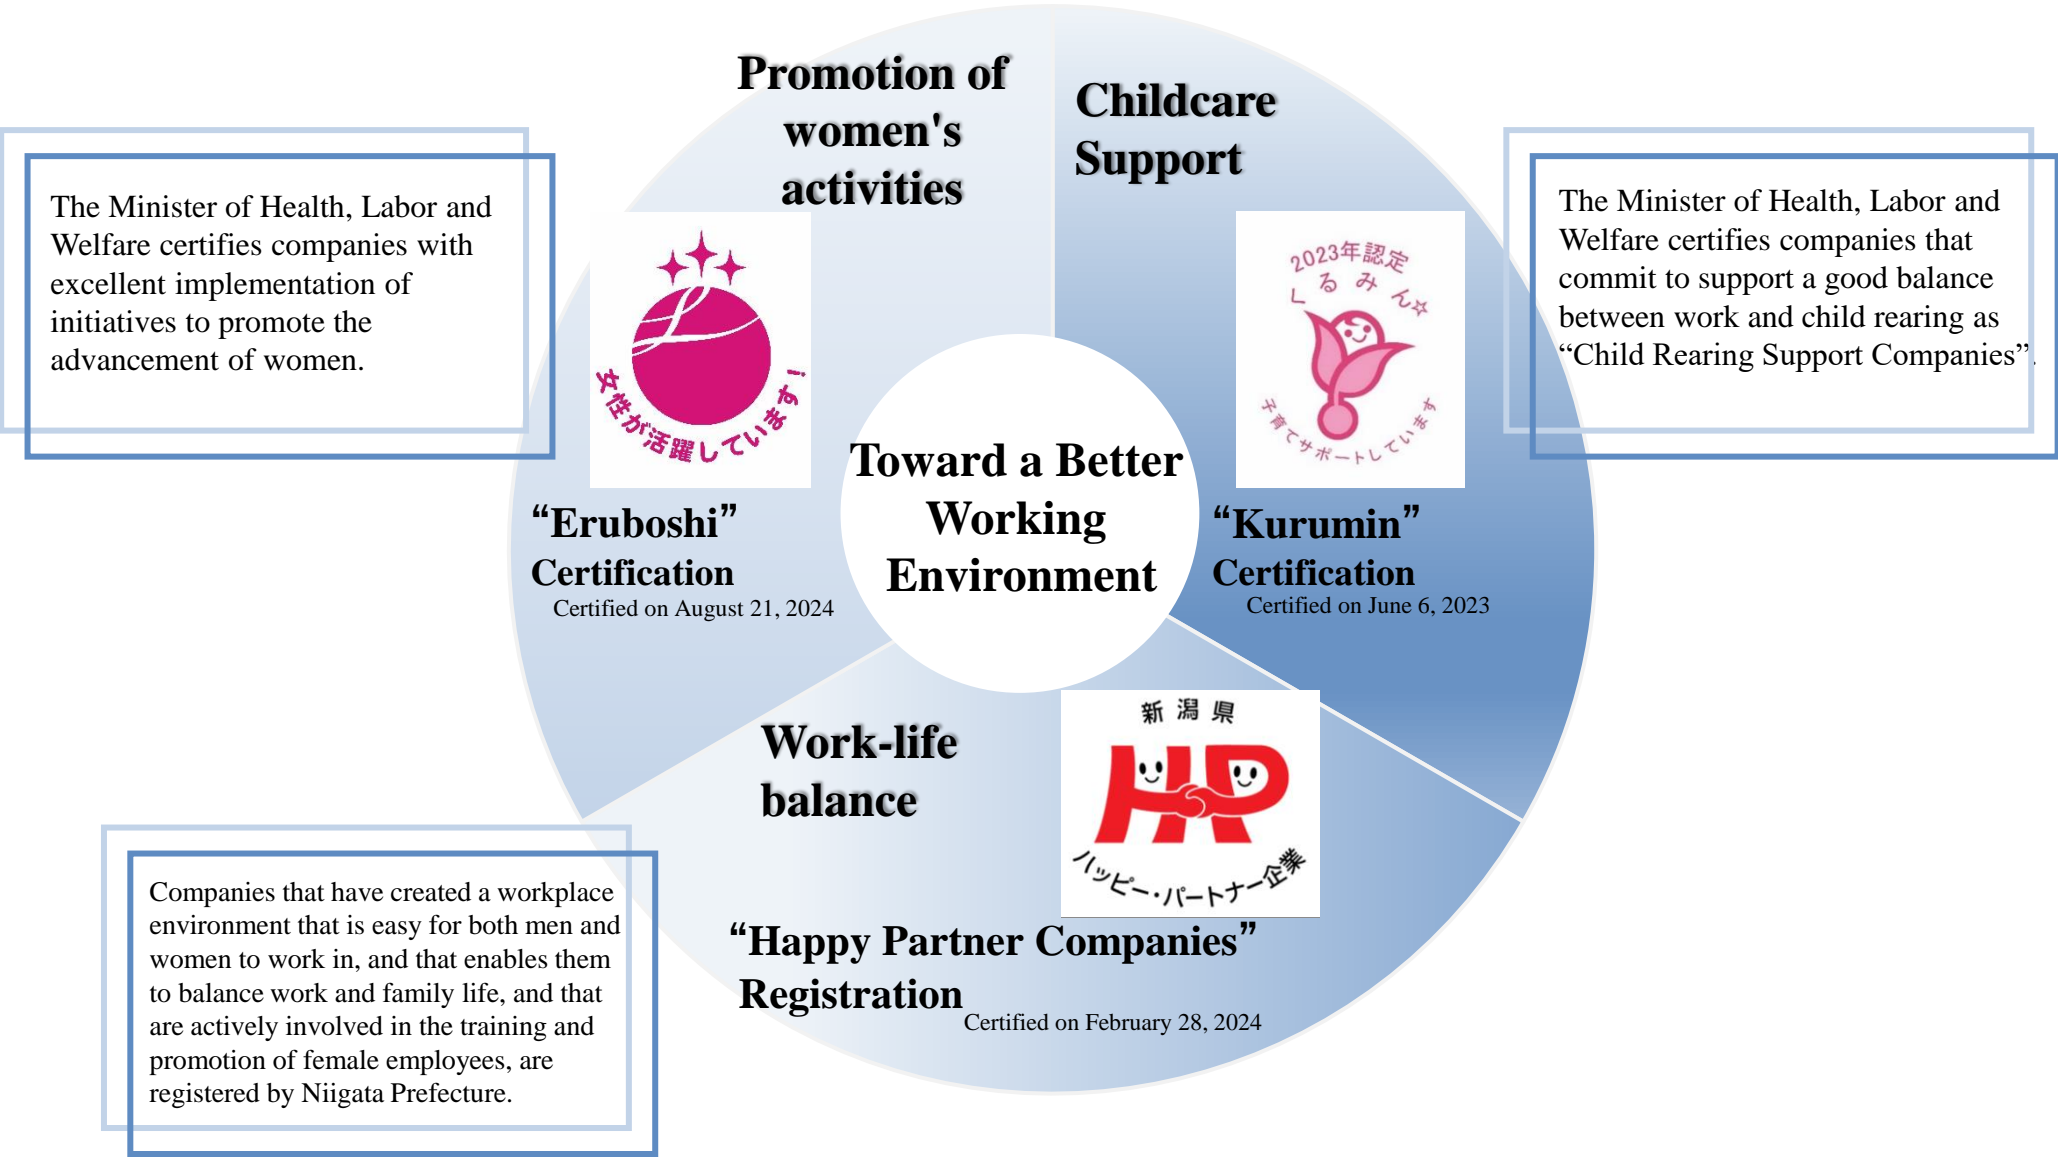 Promotion of
women's
activities
Childcare
Support
The Minister of Health, Labor and
Welfare certifies companies with
excellent implementation of
initiatives to promote the
advancement of women.
女性が活躍しています!
“Eruboshi”
Certification
Certified on August 21, 2024
Toward a Better
Working
Environment
2023年認定
くるみん☆
子育てサポートしています
“Kurumin”
Certification
Certified on June 6, 2023
The Minister of Health, Labor and
Welfare certifies companies that
commit to support a good balance
between work and child rearing as
“Child Rearing Support Companies”.
Work-life
balance
新潟県
HP
ハッピー・パートナー企業
“Happy Partner Companies”
Registration
Certified on February 28, 2024
Companies that have created a workplace
environment that is easy for both men and
women to work in, and that enables them
to balance work and family life, and that
are actively involved in the training and
promotion of female employees, are
registered by Niigata Prefecture.